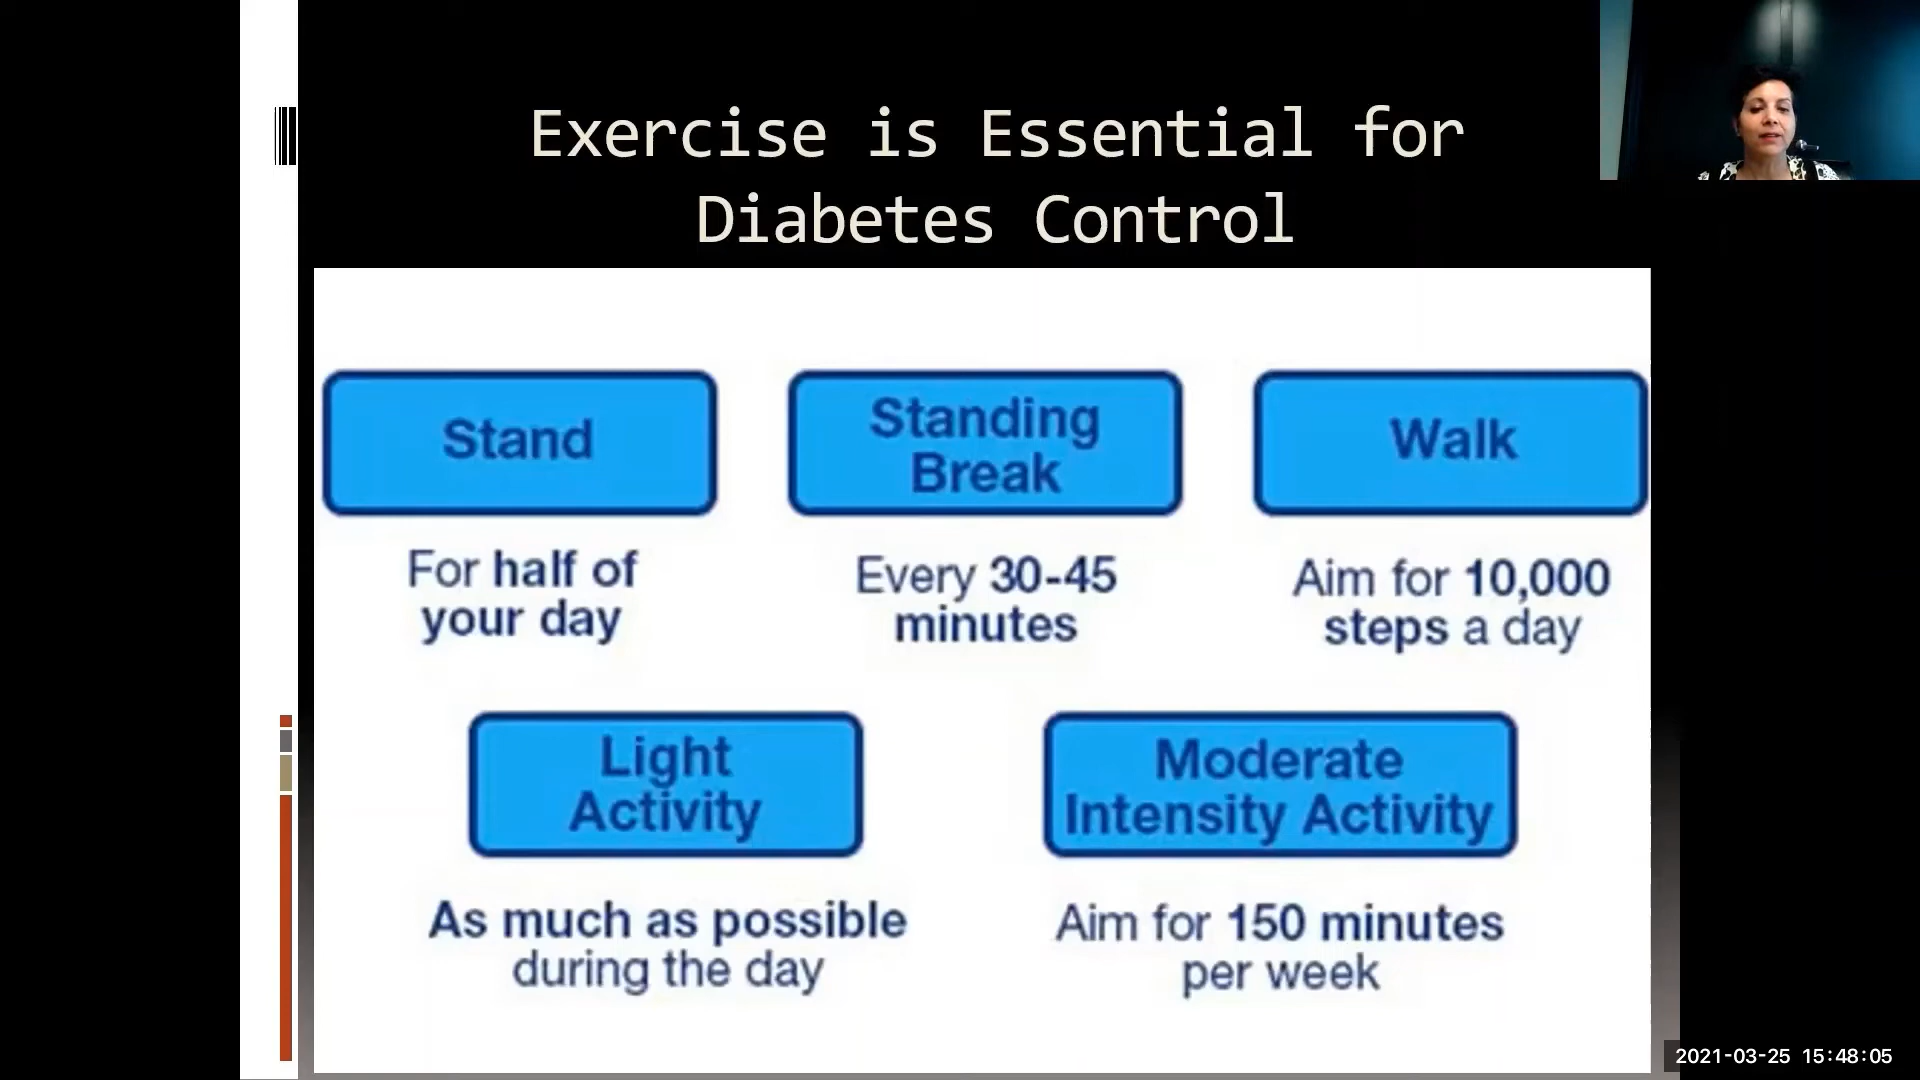 Exercise is Essential for
Diabetes Control
Stand
Standing
Break
Walk
For half of
your day
Every 30-45
minutes
Aim for 10,000
steps a day
Light
Activity
Moderate
Intensity Activity
As much as possible
during the day
Aim for 150 minutes
per week
2021-03-25 15:48:05